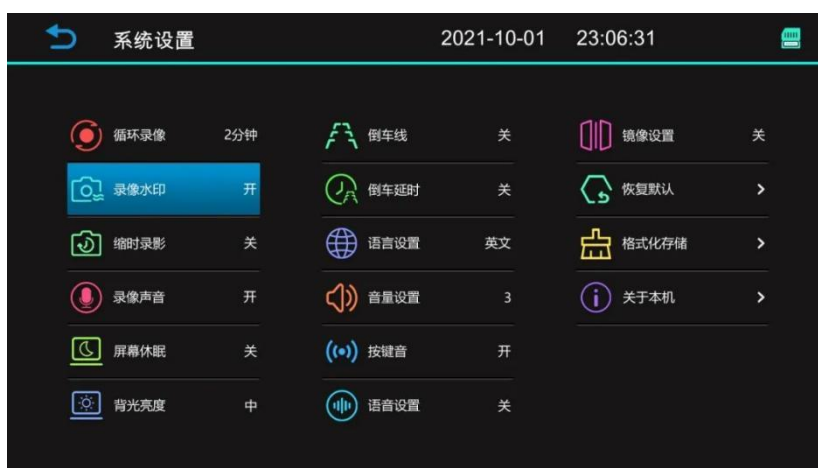 系统设置 2021-10-01 23:06:31
循环录像 2分钟 倒车线 关 镜像设置 关
录像水印 开 倒车延时 关 恢复默认
缩时录影 关 语言设置 英文 格式化存储
录像声音 开 音量设置 3 关于本机
屏幕休眠 关 按键音 开
背光亮度 中 语音设置 关